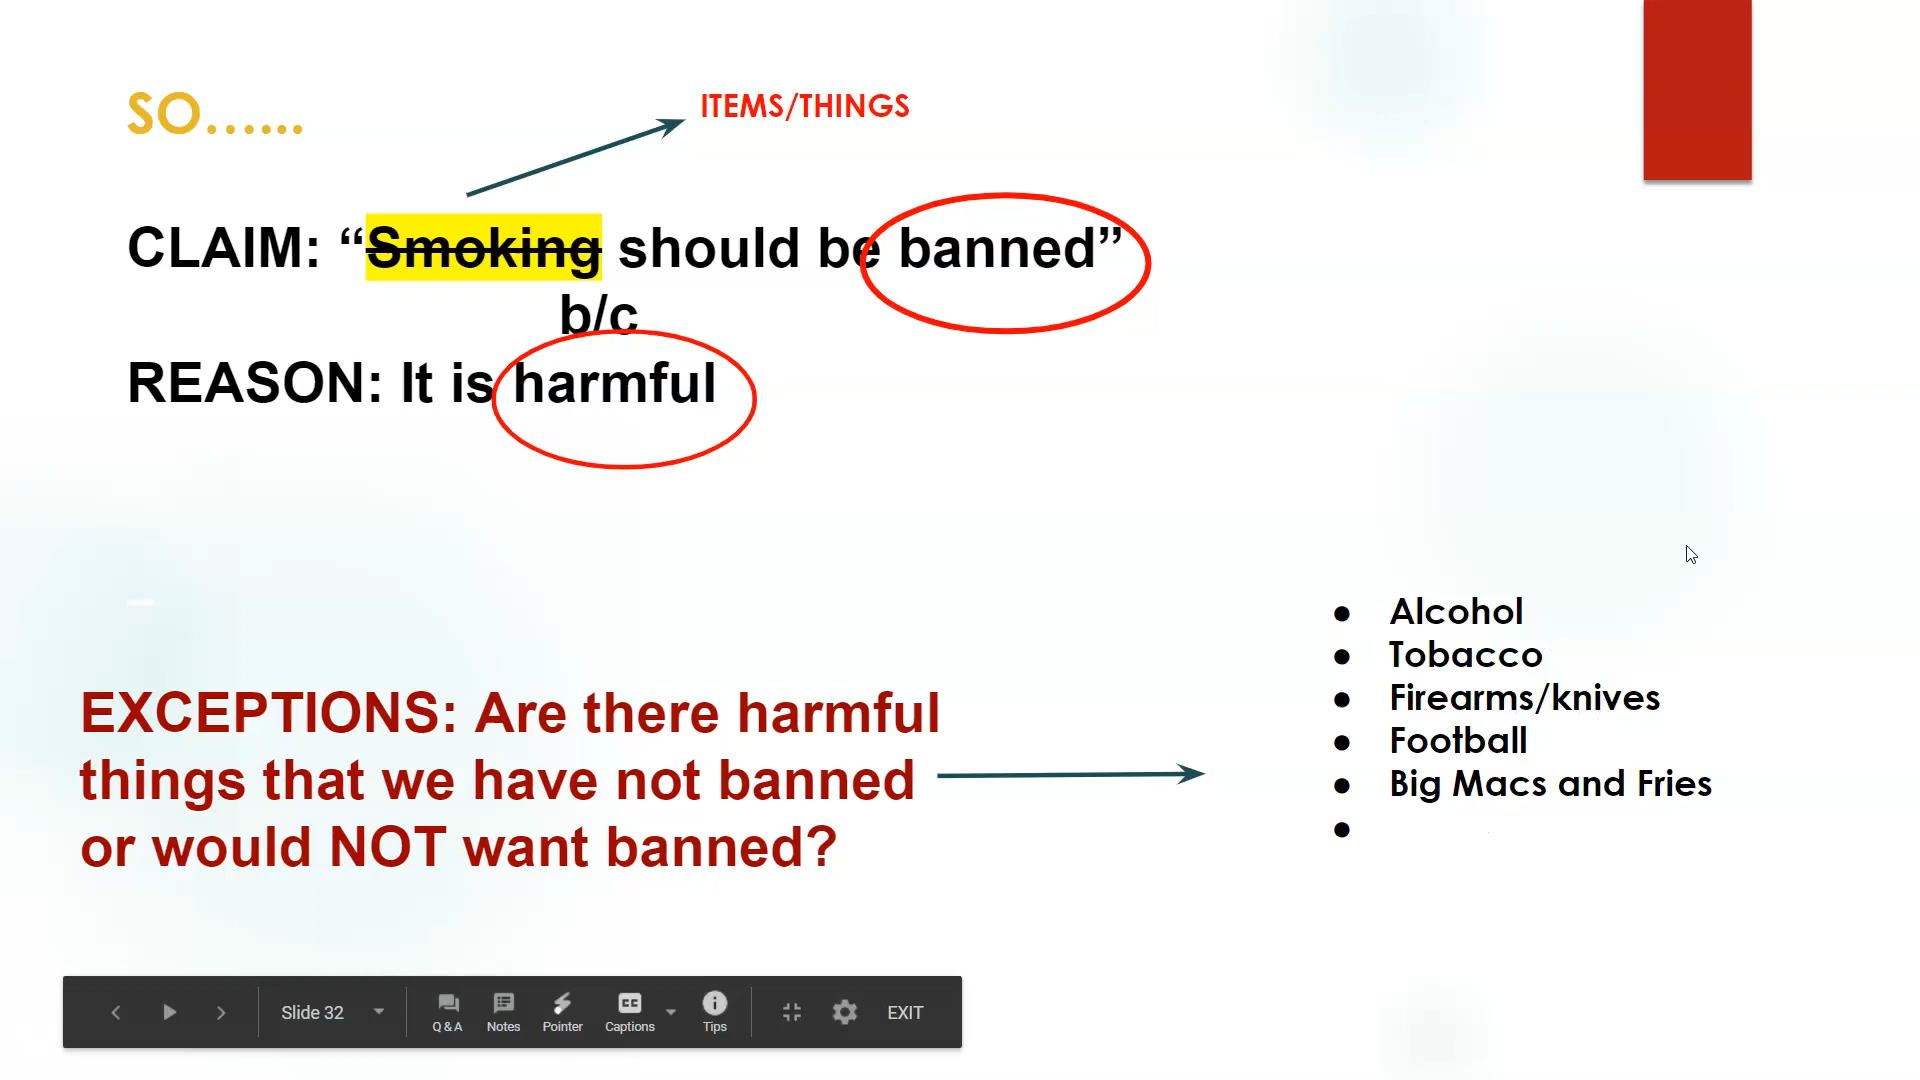 SO......
ITEMS/THINGS
CLAIM: “Smoking should be banned”
b/c
REASON: It is harmful
EXCEPTIONS: Are there harmful
things that we have not banned
or would NOT want banned?
● Alcohol
● Tobacco
● Firearms/knives
● Football
● Big Macs and Fries
●
Slide 32
Q & A
Notes
Pointer
Captions
Tips
EXIT